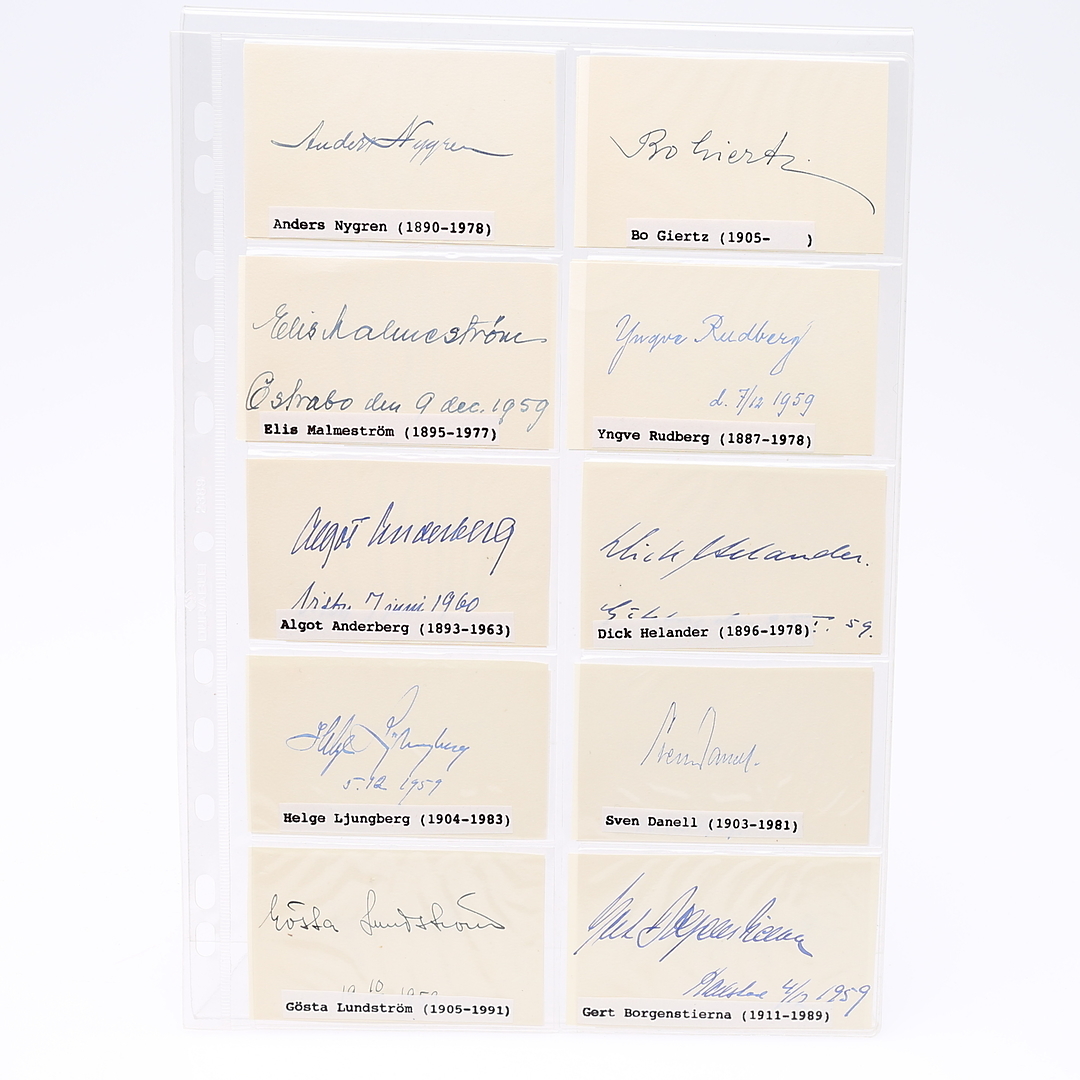 Anders Nygren
Anders Nygren (1890-1978)
Bo Giertz.
Bo Giertz (1905-    )
Elis Malmeström
Östrabo den 9 dec. 1959
Elis Malmeström (1895-1977)
Yngve Rudberg
d. 7/12 1959
Yngve Rudberg (1887-1978)
Algot Anderberg
Visby 7 juni 1960
Algot Anderberg (1893-1963)
Dick Helander.
59.
Dick Helander (1896-1978)
Helge Ljungberg
5.12 1959
Helge Ljungberg (1904-1983)
Sven Danell.
Sven Danell (1903-1981)
Gösta Lundström
Gösta Lundström (1905-1991)
Gert Borgenstierna
4/12 1959
Gert Borgenstierna (1911-1989)